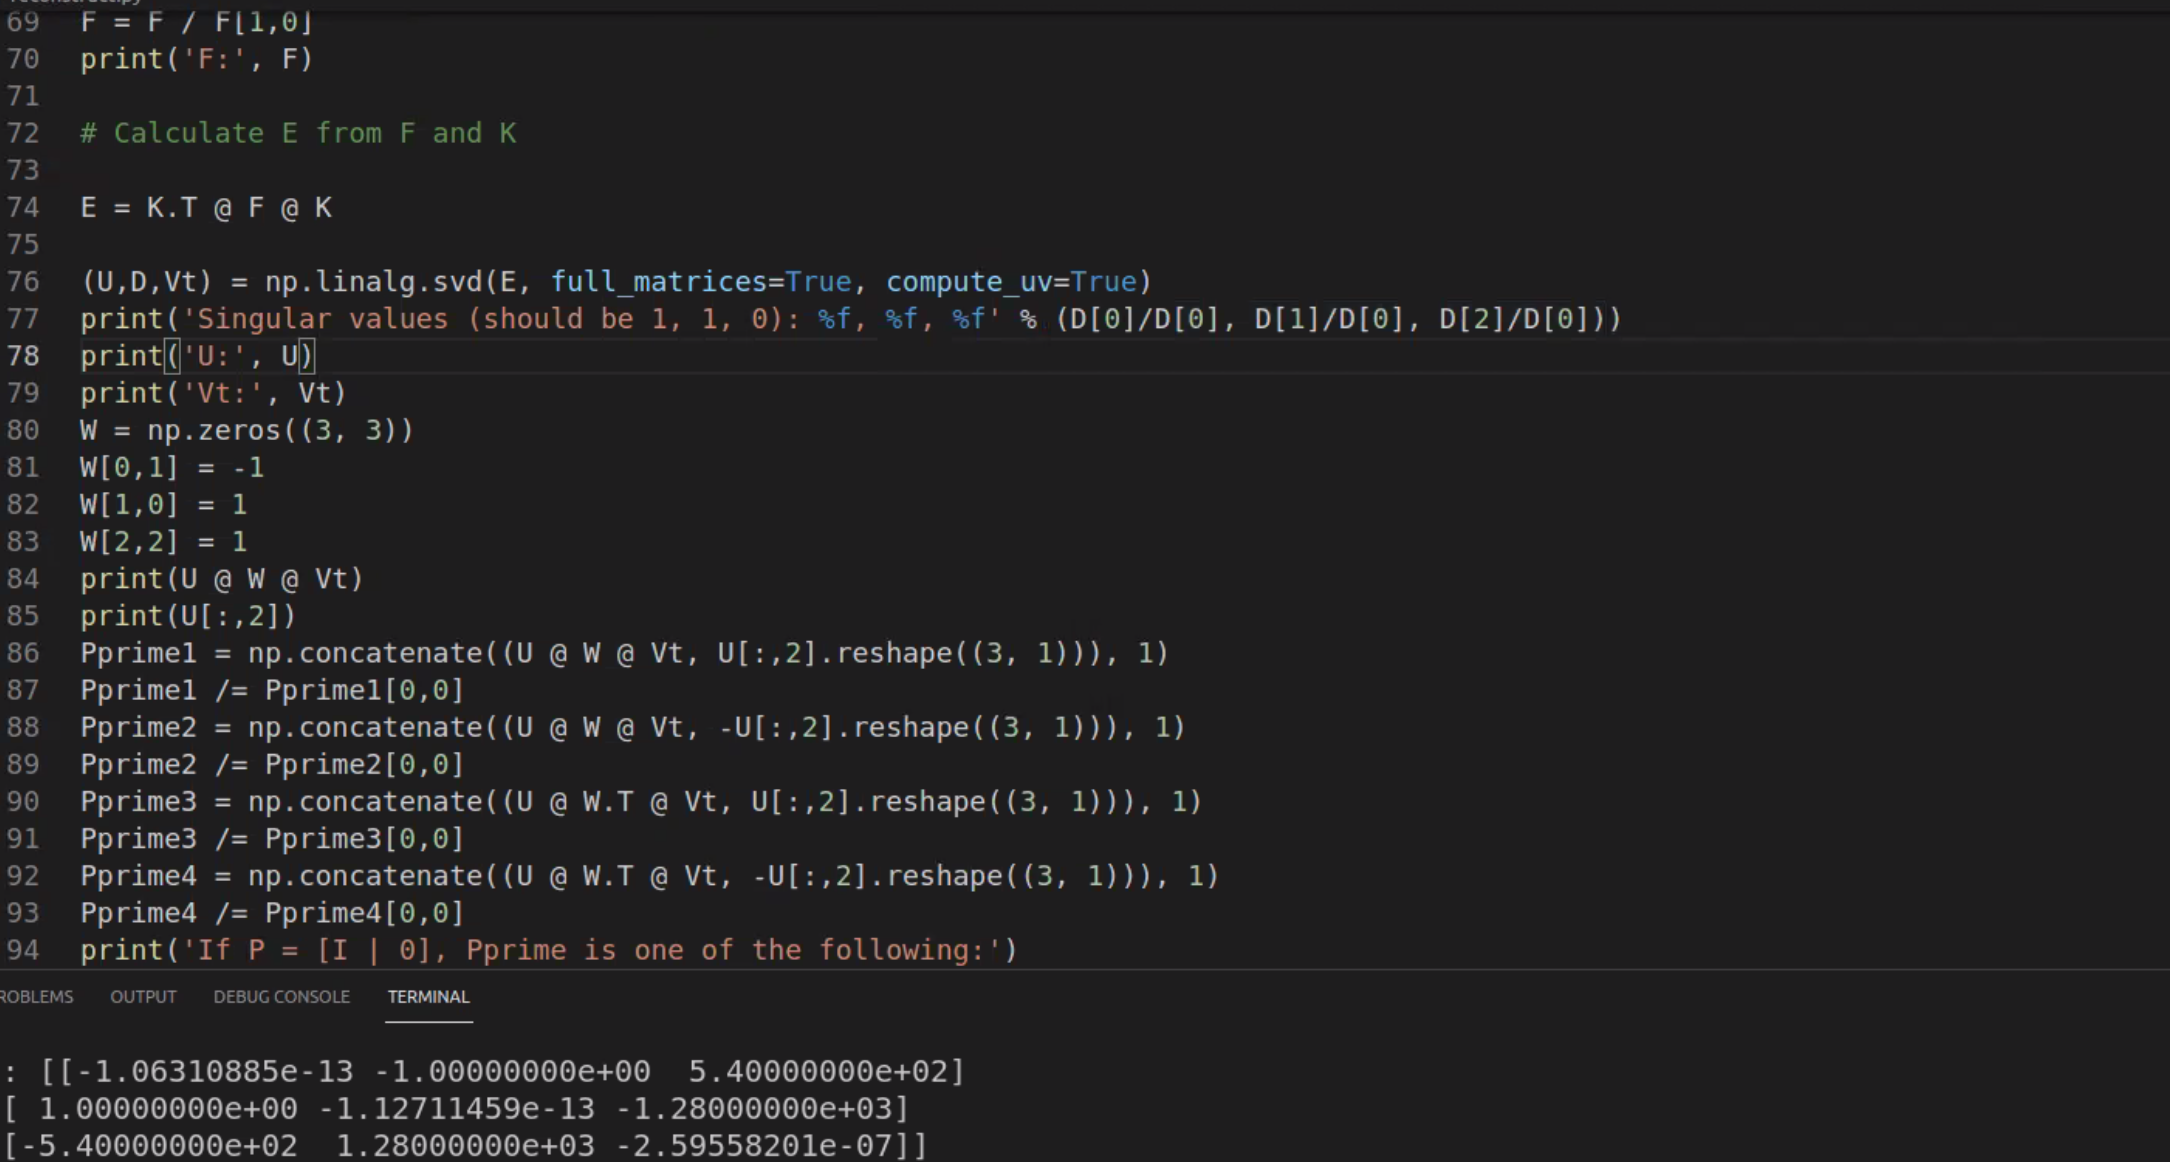 69 F = F / F[1,0]
70 print('F:', F)
71
72 # Calculate E from F and K
73
74 E = K.T @ F @ K
75
76 (U,D,Vt) = np.linalg.svd(E, full_matrices=True, compute_uv=True)
77 print('Singular values (should be 1, 1, 0): %f, %f, %f' % (D[0]/D[0], D[1]/D[0], D[2]/D[0]))
78 print('U:', U)
79 print('Vt:', Vt)
80 W = np.zeros((3, 3))
81 W[0,1] = -1
82 W[1,0] = 1
83 W[2,2] = 1
84 print(U @ W @ Vt)
85 print(U[:,2])
86 Pprime1 = np.concatenate((U @ W @ Vt, U[:,2].reshape((3, 1))), 1)
87 Pprime1 /= Pprime1[0,0]
88 Pprime2 = np.concatenate((U @ W @ Vt, -U[:,2].reshape((3, 1))), 1)
89 Pprime2 /= Pprime2[0,0]
90 Pprime3 = np.concatenate((U @ W.T @ Vt, U[:,2].reshape((3, 1))), 1)
91 Pprime3 /= Pprime3[0,0]
92 Pprime4 = np.concatenate((U @ W.T @ Vt, -U[:,2].reshape((3, 1))), 1)
93 Pprime4 /= Pprime4[0,0]
94 print('If P = [I | 0], Pprime is one of the following:')
ROBLEMS OUTPUT DEBUG CONSOLE TERMINAL
: [[-1.06310885e-13 -1.00000000e+00  5.40000000e+02]
[ 1.00000000e+00 -1.12711459e-13 -1.28000000e+03]
[-5.40000000e+02  1.28000000e+03 -2.59558201e-07]]